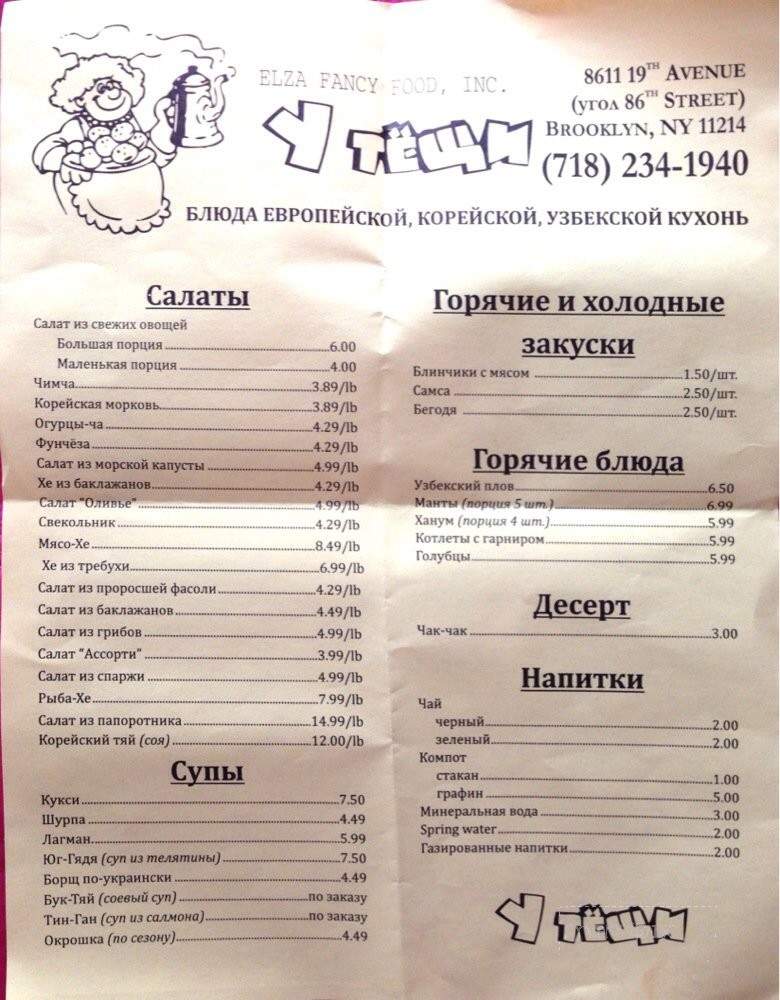 ELZA FANCY FOOD, INC.
У ТЁЩИ
8611 19TH AVENUE
(угол 86TH STREET)
BROOKLYN, NY 11214
(718) 234-1940
БЛЮДА ЕВРОПЕЙСКОЙ, КОРЕЙСКОЙ, УЗБЕКСКОЙ КУХОНЬ
Салаты
Салат из свежих овощей
Большая порция 6.00
Маленькая порция 4.00
Чимча 3.89/lb
Корейская морковь 3.89/lb
Огурцы-ча 4.29/lb
Фунчёза 4.29/lb
Салат из морской капусты 4.99/lb
Хе из баклажанов 4.29/lb
Салат "Оливье" 4.99/lb
Свекольник 4.29/lb
Мясо-Хе 8.49/lb
Хе из требухи 6.99/lb
Салат из проросшей фасоли 4.29/lb
Салат из баклажанов 4.49/lb
Салат из грибов 4.99/lb
Салат "Ассорти" 3.99/lb
Салат из спаржи 4.99/lb
Рыба-Хе 7.99/lb
Салат из папоротника 14.99/lb
Корейский тяй (соя) 12.00/lb
Супы
Кукси 7.50
Шурпа 4.49
Лагман 5.99
Юг-Гядя (суп из телятины) 7.50
Борщ по-украински 4.49
Бук-Тяй (соевый суп) по заказу
Тин-Ган (суп из салмона) по заказу
Окрошка (по сезону) 4.49
Горячие и холодные
закуски
Блинчики с мясом 1.50/шт.
Самса 2.50/шт.
Бегодя 2.50/шт.
Горячие блюда
Узбекский плов 6.50
Манты (порция 5 шт.) 6.99
Ханум (порция 4 шт.) 5.99
Котлеты с гарниром 5.99
Голубцы 5.99
Десерт
Чак-чак 3.00
Напитки
Чай
черный 2.00
зеленый 2.00
Компот
стакан 1.00
графин 5.00
Минеральная вода 3.00
Spring water 2.00
Газированные напитки 2.00
У ТЁЩИ